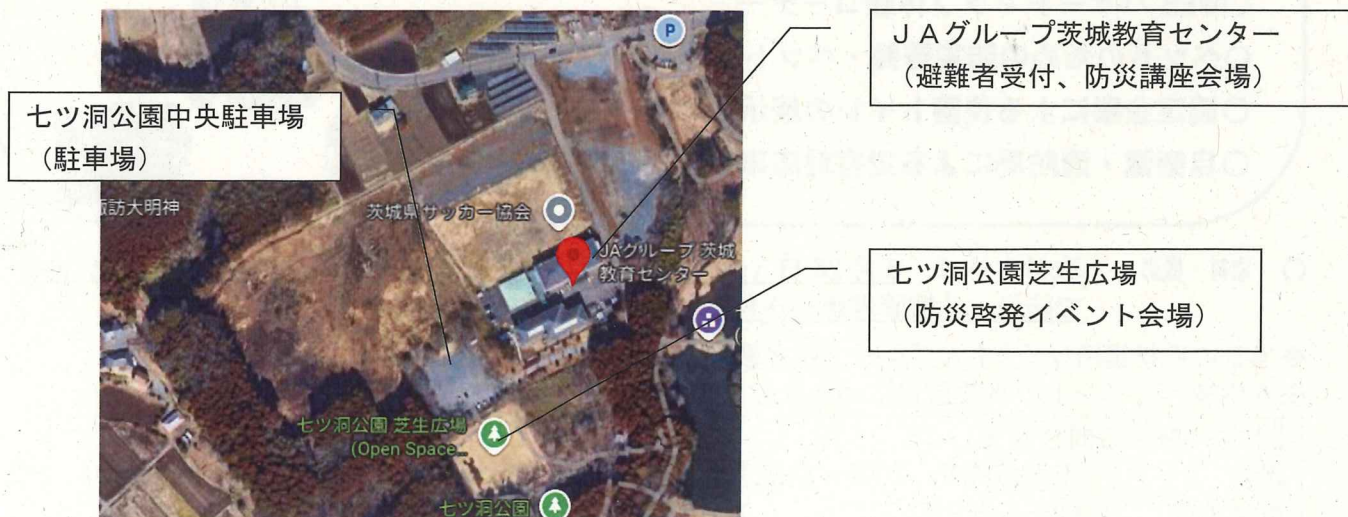 JAグループ茨城教育センター
(避難者受付、防災講座会場)
七ツ洞公園中央駐車場
(駐車場)
P
諏訪大明神
茨城県サッカー協会
JAグループ 茨城
教育センター
七ツ洞公園芝生広場
(防災啓発イベント会場)
七ツ洞公園 芝生広場
(Open Space...
七ツ洞公園